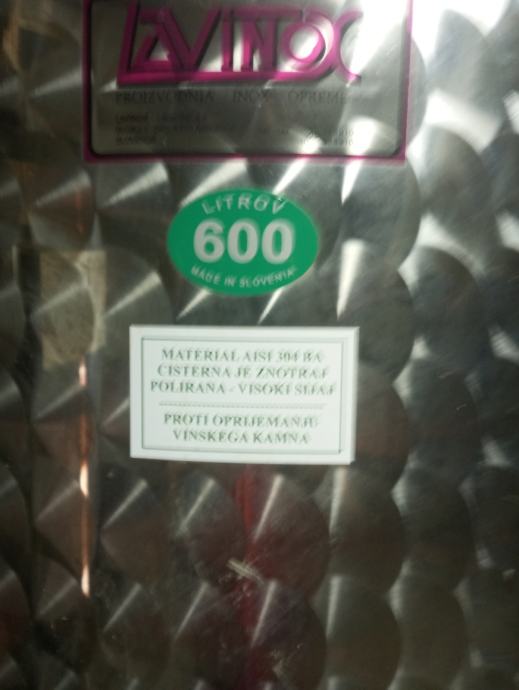 LAVINOX
PROIZVODNJA INOX OPREME
LITROV
600
MADE IN SLOVENIA
MATERIAL AISI 304 BA
CISTERNA JE ZNOTRAJ
POLIRANA - VISOKI SIJAJ
PROTI OPRIJEMANJU
VINSKEGA KAMNA